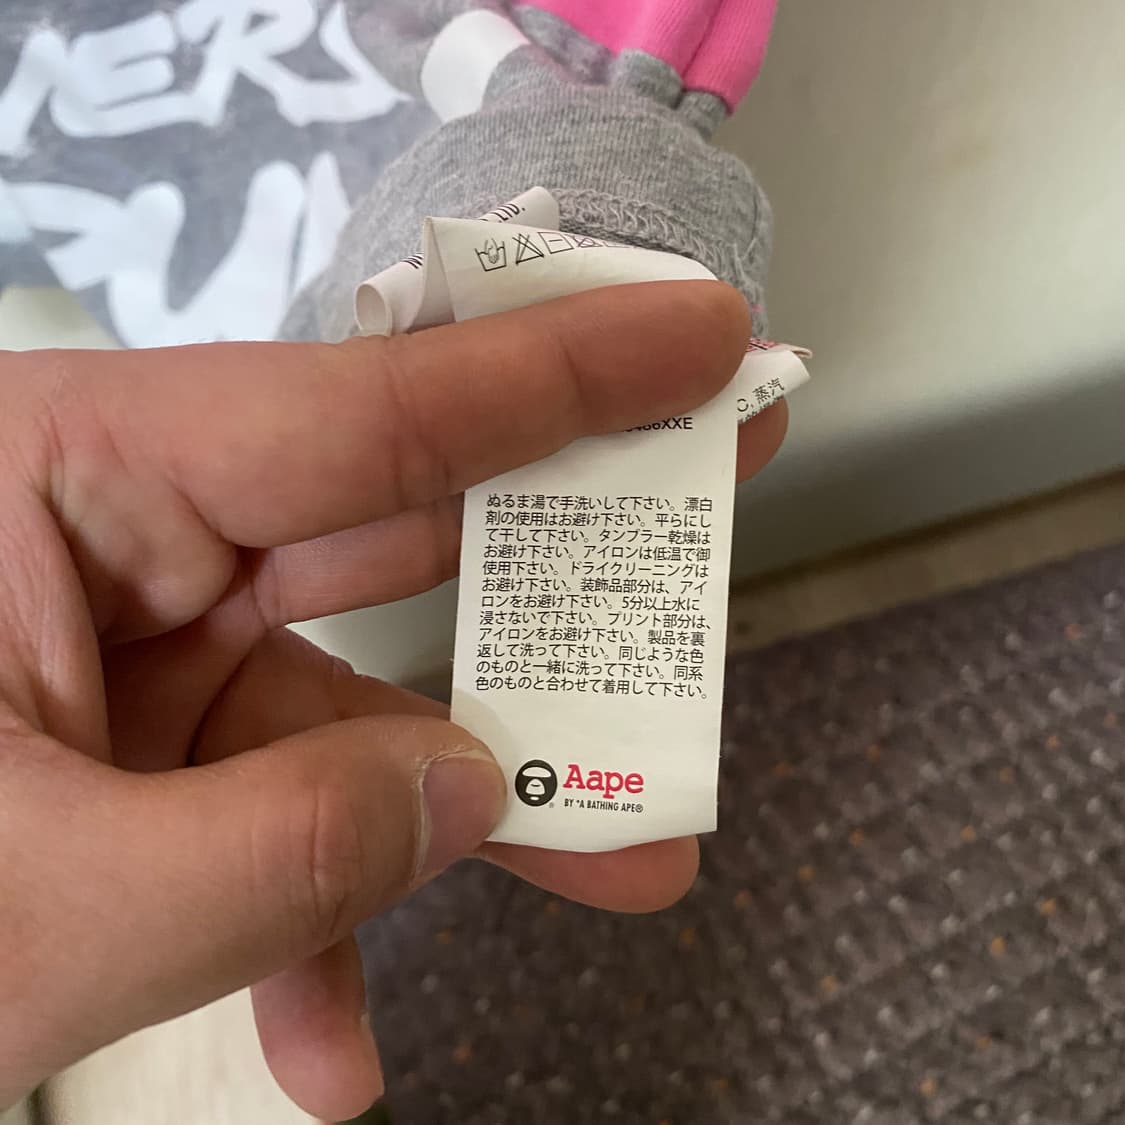 LTD.
C, 蒸汽
ぬるま湯で手洗いして下さい。漂白
剤の使用はお避け下さい。平らにし
て干して下さい。タンブラー乾燥は
お避け下さい。アイロンは低温で御
使用下さい。ドライクリーニングは
お避け下さい。装飾品部分は、アイ
ロンをお避け下さい。5分以上水に
浸さないで下さい。プリント部分は、
アイロンをお避け下さい。製品を裏
返して洗って下さい。同じような色
のものと一緒に洗って下さい。同系
色のものと合わせて着用して下さい。
Aape
BY *A BATHING APE®